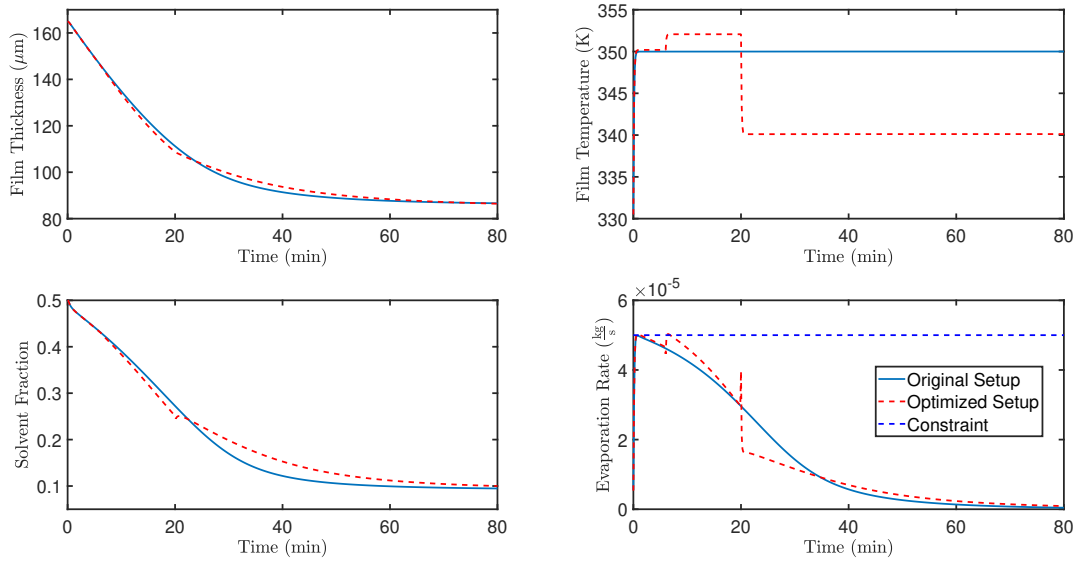 160
140
120
100
80
Film Thickness (μm)
0 20 40 60 80
Time (min)
355
350
345
340
335
330
Film Temperature (K)
0 20 40 60 80
Time (min)
0.5
0.4
0.3
0.2
0.1
Solvent Fraction
0 20 40 60 80
Time (min)
×10⁻⁵
6
4
2
0
Evaporation Rate (kg/s)
Original Setup
Optimized Setup
Constraint
0 20 40 60 80
Time (min)